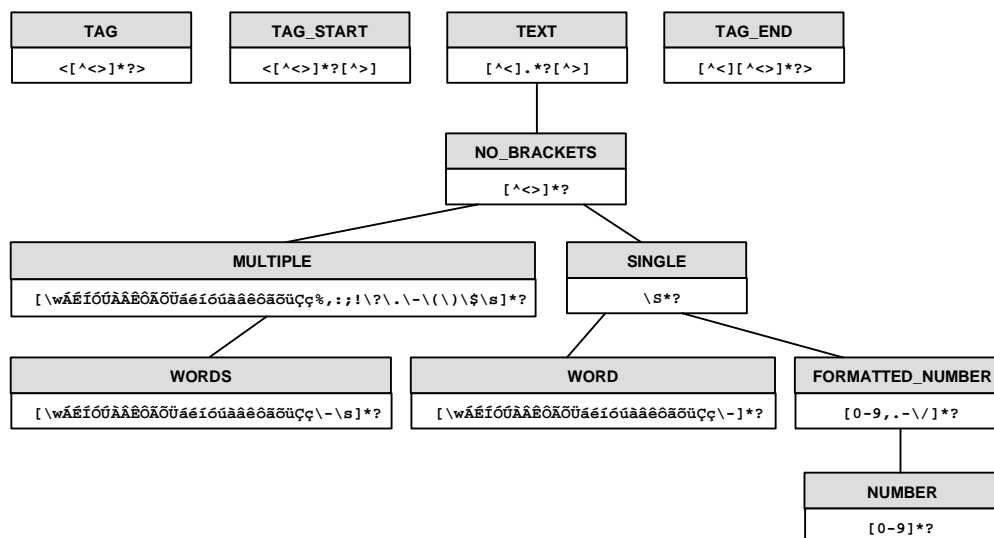 TAG
<[^<>]*?>
TAG_START
<[^<>]*?[^>]
TEXT
[^<].*?[^>]
TAG_END
[^<][^<>]*?>
NO_BRACKETS
[^<>]*?
MULTIPLE
[\wÁÉÍÓÚÀÂÊÔÃÕÜáéíóúàâêôãõüÇç%,:;!\?\.\-\(\)\$\s]*?
SINGLE
\S*?
WORDS
[\wÁÉÍÓÚÀÂÊÔÃÕÜáéíóúàâêôãõüÇç\-\s]*?
WORD
[\wÁÉÍÓÚÀÂÊÔÃÕÜáéíóúàâêôãõüÇç\-]*?
FORMATTED_NUMBER
[0-9,.-\/]*?
NUMBER
[0-9]*?